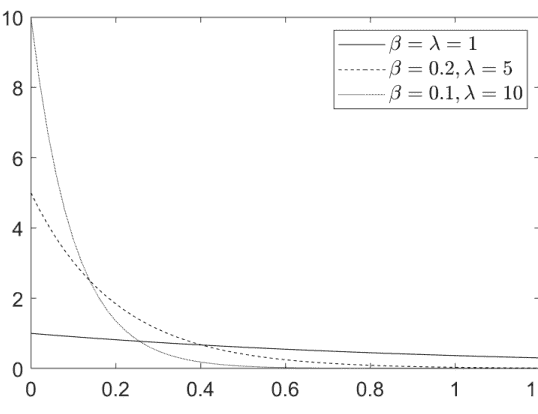 10
8
6
4
2
0
β = λ = 1
β = 0.2, λ = 5
β = 0.1, λ = 10
0 0.2 0.4 0.6 0.8 1 1